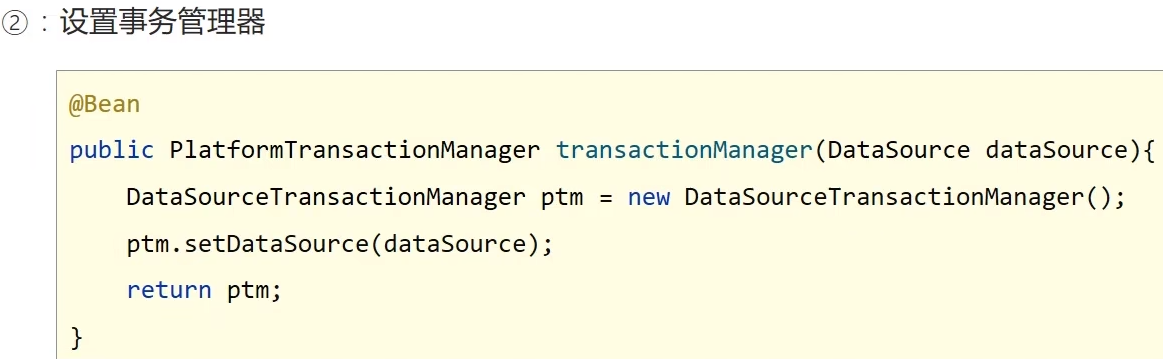 ②：设置事务管理器
@Bean
public PlatformTransactionManager transactionManager(DataSource dataSource){
    DataSourceTransactionManager ptm = new DataSourceTransactionManager();
    ptm.setDataSource(dataSource);
    return ptm;
}